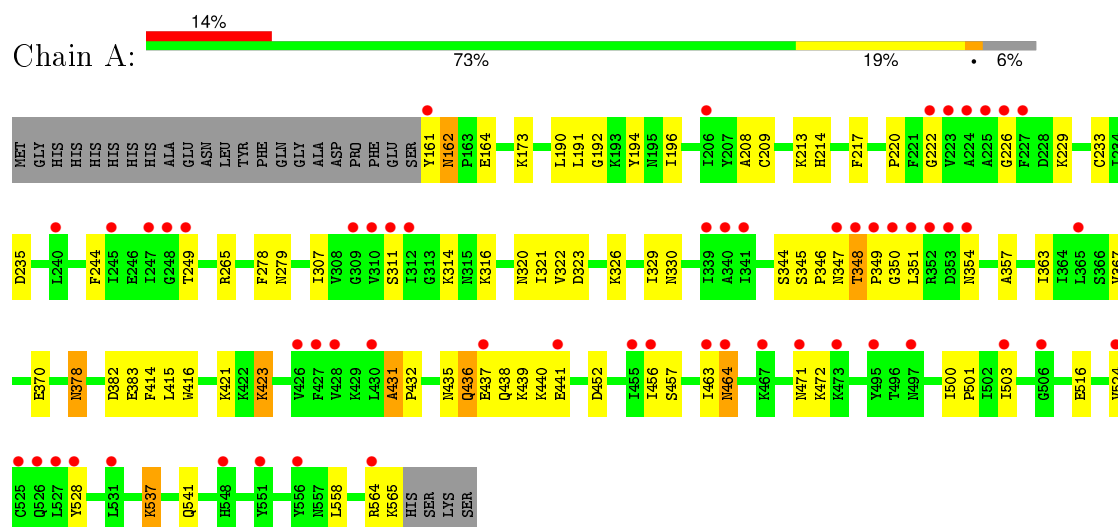 14%
Chain A:
73% 19% • 6%
MET GLY HIS HIS HIS HIS HIS HIS ALA GLU ASN LEU TYR PHE GLN GLY ALA ASP PRO PHE GLU SER Y161 N162 P163 E164 K173 L190 L191 G192 K193 Y194 N195 I196 I206 Y207 A208 C209 K213 H214 F217 P220 F221 G222 V223 A224 A225 G226 F227 D228 K229 C233 I234
D235 L240 F244 I245 E246 I247 G248 T249 R265 F278 N279 I307 V308 G309 V310 S311 I312 G313 K314 N315 K316 N320 I321 V322 D323 K326 I329 N330 I339 A340 I341 S344 S345 P346 N347 T348 P349 G350 L351 R352 D353 N354 A357 I363 I364 L365 S366 V367
E370 N378 D382 E383 F414 L415 W416 K421 K422 K423 V426 F427 V428 K429 L430 A431 P432 N435 Q436 E437 Q438 K439 K440 E441 D452 I455 I456 S457 I463 N464 K467 N471 K472 K473 Y495 T496 N497 I500 P501 I502 I503 G506 E516 V524
C525 Q526 L527 Y528 L531 K537 Q541 H548 Y551 Y556 N557 L558 R564 K565 HIS SER LYS SER